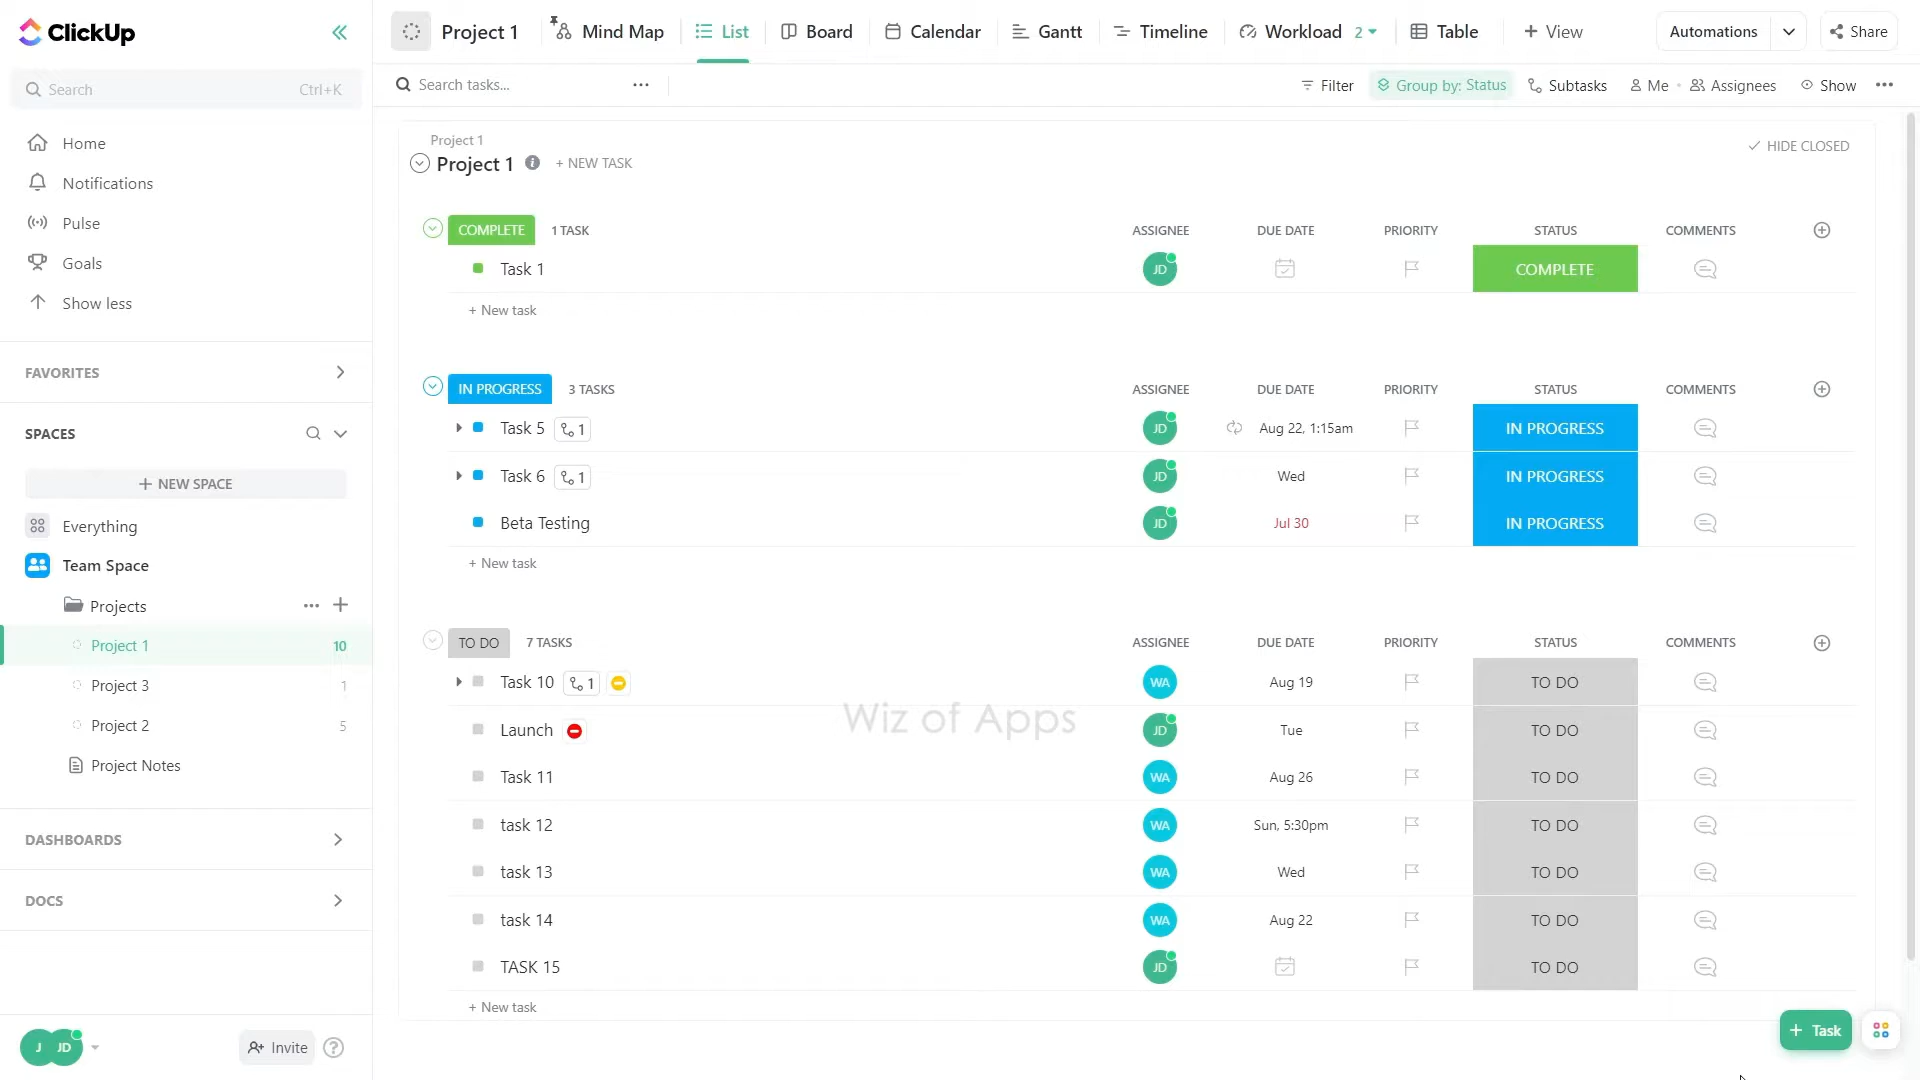 ClickUp
Project 1
Mind Map
List
Board
Calendar
Gantt
Timeline
Workload 2
Table
+ View
Automations
Share
Search Ctrl+K
Search tasks...
Filter
Group by: Status
Subtasks
Me
Assignees
Show
Home
Notifications
Pulse
Goals
Show less
FAVORITES
SPACES
+ NEW SPACE
Everything
Team Space
Projects
Project 1 10
Project 3 1
Project 2 5
Project Notes
DASHBOARDS
DOCS
J JD
Invite
?
Project 1
Project 1 + NEW TASK
HIDE CLOSED
COMPLETE 1 TASK ASSIGNEE DUE DATE PRIORITY STATUS COMMENTS
Task 1 JD COMPLETE
+ New task
IN PROGRESS 3 TASKS ASSIGNEE DUE DATE PRIORITY STATUS COMMENTS
Task 5 1 JD Aug 22, 1:15am IN PROGRESS
Task 6 1 JD Wed IN PROGRESS
Beta Testing JD Jul 30 IN PROGRESS
+ New task
TO DO 7 TASKS ASSIGNEE DUE DATE PRIORITY STATUS COMMENTS
Task 10 1 WA Aug 19 TO DO
Wiz of Apps
Launch JD Tue TO DO
Task 11 WA Aug 26 TO DO
task 12 WA Sun, 5:30pm TO DO
task 13 WA Wed TO DO
task 14 WA Aug 22 TO DO
TASK 15 JD TO DO
+ New task
+ Task